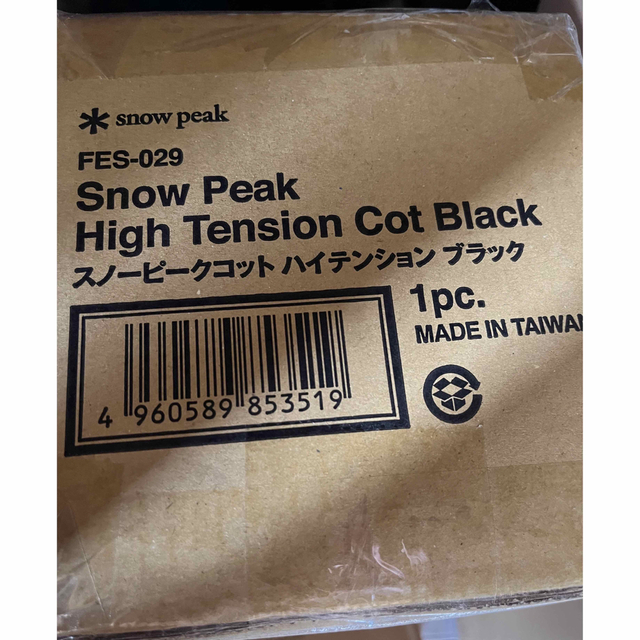 snow peak
FES-029
Snow Peak
High Tension Cot Black
スノーピークコット ハイテンション ブラック
1pc.
MADE IN TAIWAN
4 960589 853519